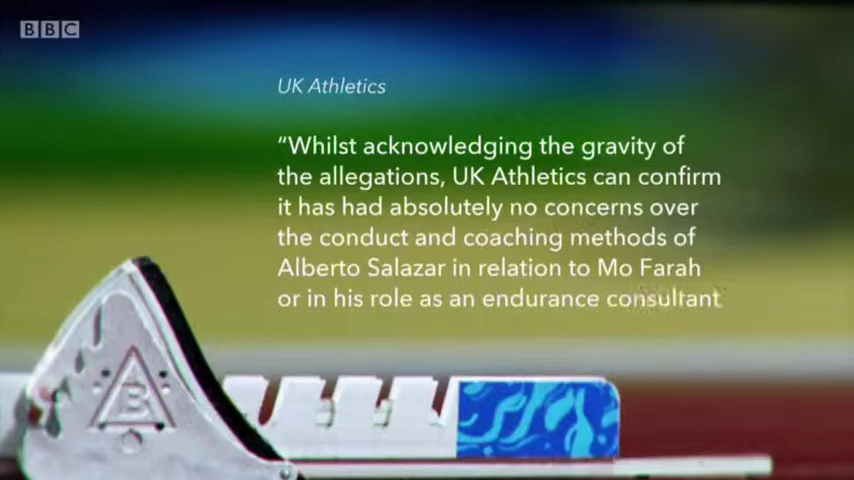 BBC
UK Athletics
“Whilst acknowledging the gravity of
the allegations, UK Athletics can confirm
it has had absolutely no concerns over
the conduct and coaching methods of
Alberto Salazar in relation to Mo Farah
or in his role as an endurance consultant
B